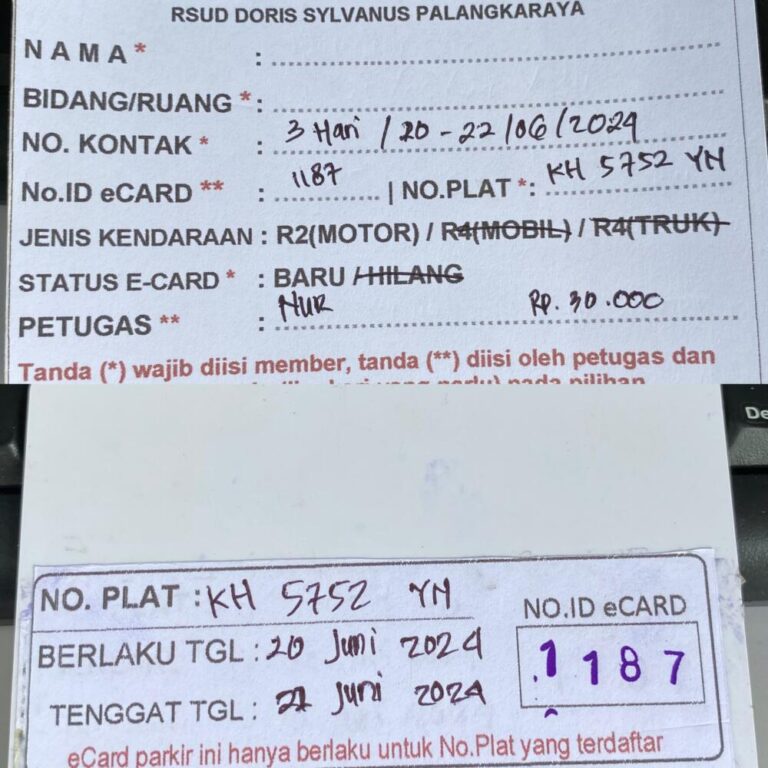 RSUD DORIS SYLVANUS PALANGKARAYA
NAMA* :
BIDANG/RUANG * :
NO. KONTAK * : 3 Hari / 20 - 22 / 06 / 2024
No.ID eCARD ** : 1187 | NO.PLAT *: KH 5752 YN
JENIS KENDARAAN : R2(MOTOR) / R4(MOBIL) / R4(TRUK)
STATUS E-CARD * : BARU / HILANG
PETUGAS ** : NUR Rp. 30.000
Tanda (*) wajib diisi member, tanda (**) diisi oleh petugas dan
pada pilihan
De
NO. PLAT : KH 5752 YN
NO.ID eCARD
BERLAKU TGL : 20 Juni 2024
1187
TENGGAT TGL : Juni 2024
eCard parkir ini hanya berlaku untuk No.Plat yang terdaftar